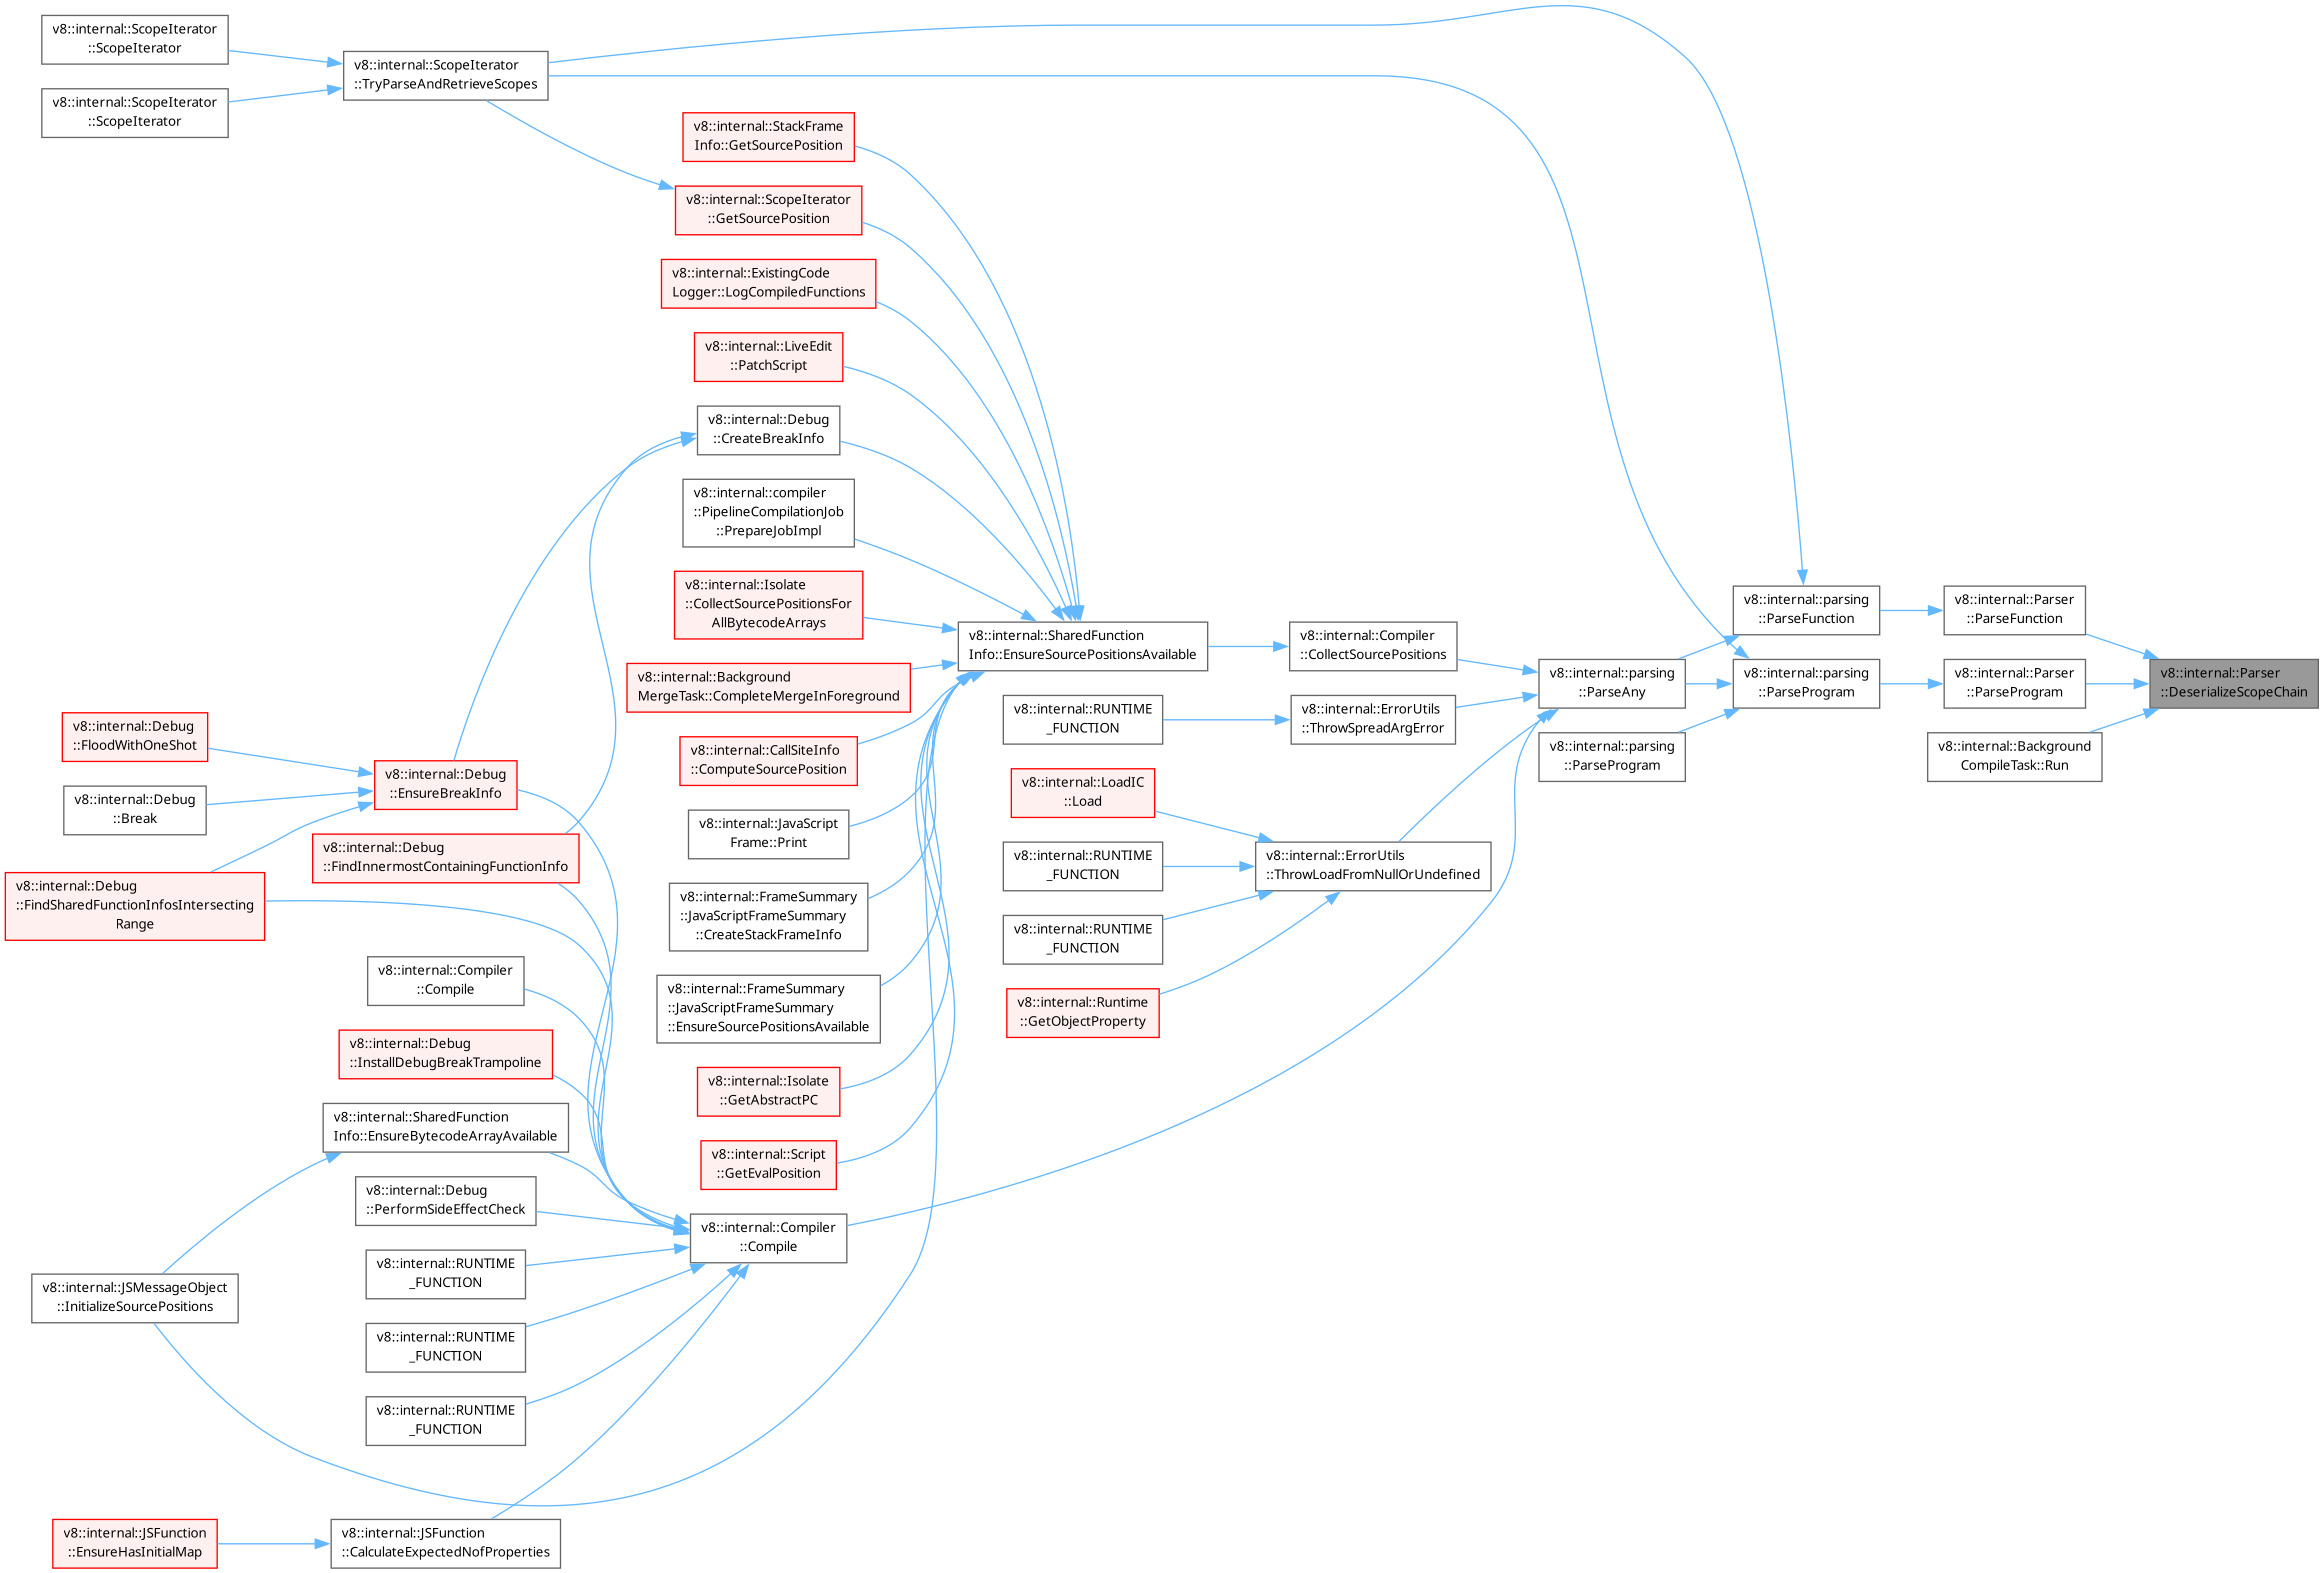 v8::internal::ScopeIterator
::ScopeIterator
v8::internal::ScopeIterator
::ScopeIterator
v8::internal::ScopeIterator
::TryParseAndRetrieveScopes
v8::internal::StackFrame
Info::GetSourcePosition
v8::internal::ScopeIterator
::GetSourcePosition
v8::internal::ExistingCode
Logger::LogCompiledFunctions
v8::internal::LiveEdit
::PatchScript
v8::internal::Debug
::CreateBreakInfo
v8::internal::compiler
::PipelineCompilationJob
::PrepareJobImpl
v8::internal::Isolate
::CollectSourcePositionsFor
AllBytecodeArrays
v8::internal::Background
MergeTask::CompleteMergeInForeground
v8::internal::CallSiteInfo
::ComputeSourcePosition
v8::internal::JavaScript
Frame::Print
v8::internal::FrameSummary
::JavaScriptFrameSummary
::CreateStackFrameInfo
v8::internal::FrameSummary
::JavaScriptFrameSummary
::EnsureSourcePositionsAvailable
v8::internal::Isolate
::GetAbstractPC
v8::internal::Script
::GetEvalPosition
v8::internal::Compiler
::Compile
v8::internal::Debug
::FloodWithOneShot
v8::internal::Debug
::Break
v8::internal::Debug
::FindSharedFunctionInfosIntersecting
Range
v8::internal::Debug
::EnsureBreakInfo
v8::internal::Debug
::FindInnermostContainingFunctionInfo
v8::internal::Compiler
::Compile
v8::internal::Debug
::InstallDebugBreakTrampoline
v8::internal::SharedFunction
Info::EnsureBytecodeArrayAvailable
v8::internal::Debug
::PerformSideEffectCheck
v8::internal::RUNTIME
_FUNCTION
v8::internal::RUNTIME
_FUNCTION
v8::internal::RUNTIME
_FUNCTION
v8::internal::JSMessageObject
::InitializeSourcePositions
v8::internal::JSFunction
::EnsureHasInitialMap
v8::internal::JSFunction
::CalculateExpectedNofProperties
v8::internal::SharedFunction
Info::EnsureSourcePositionsAvailable
v8::internal::RUNTIME
_FUNCTION
v8::internal::LoadIC
::Load
v8::internal::RUNTIME
_FUNCTION
v8::internal::RUNTIME
_FUNCTION
v8::internal::Runtime
::GetObjectProperty
v8::internal::Compiler
::CollectSourcePositions
v8::internal::ErrorUtils
::ThrowSpreadArgError
v8::internal::ErrorUtils
::ThrowLoadFromNullOrUndefined
v8::internal::parsing
::ParseAny
v8::internal::parsing
::ParseProgram
v8::internal::parsing
::ParseFunction
v8::internal::parsing
::ParseProgram
v8::internal::Parser
::ParseFunction
v8::internal::Parser
::ParseProgram
v8::internal::Background
CompileTask::Run
v8::internal::Parser
::DeserializeScopeChain